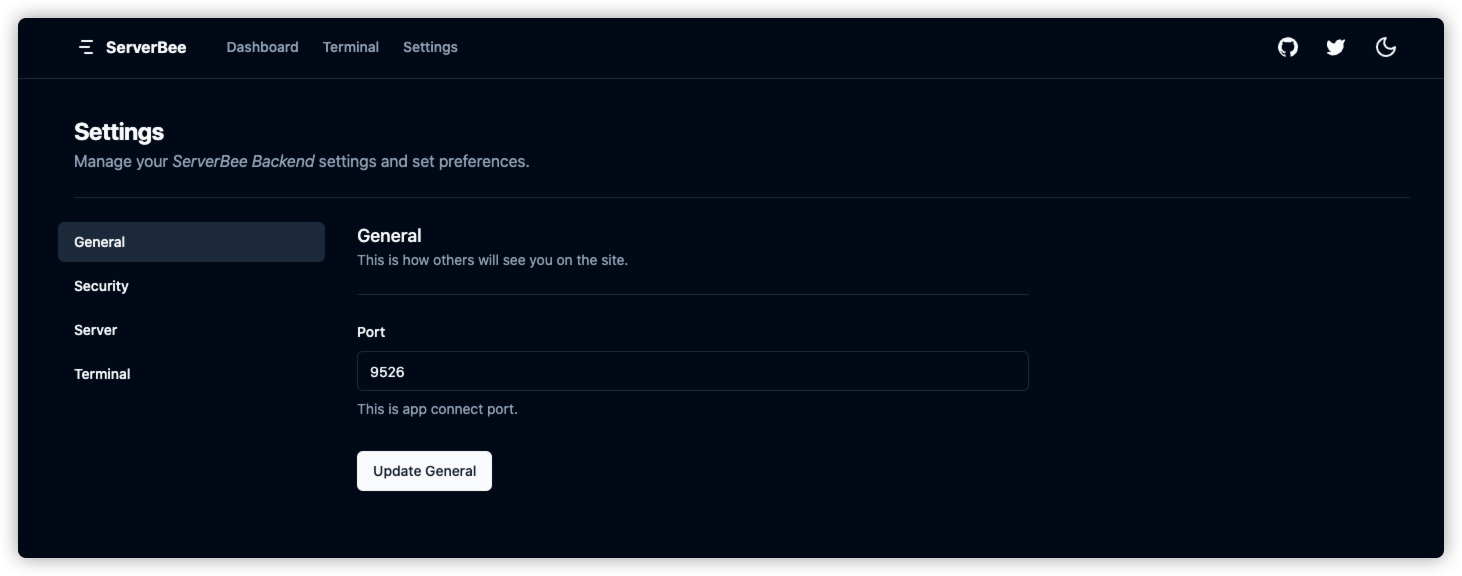 ServerBee Dashboard Terminal Settings
Settings
Manage your ServerBee Backend settings and set preferences.
General
Security
Server
Terminal
General
This is how others will see you on the site.
Port
9526
This is app connect port.
Update General